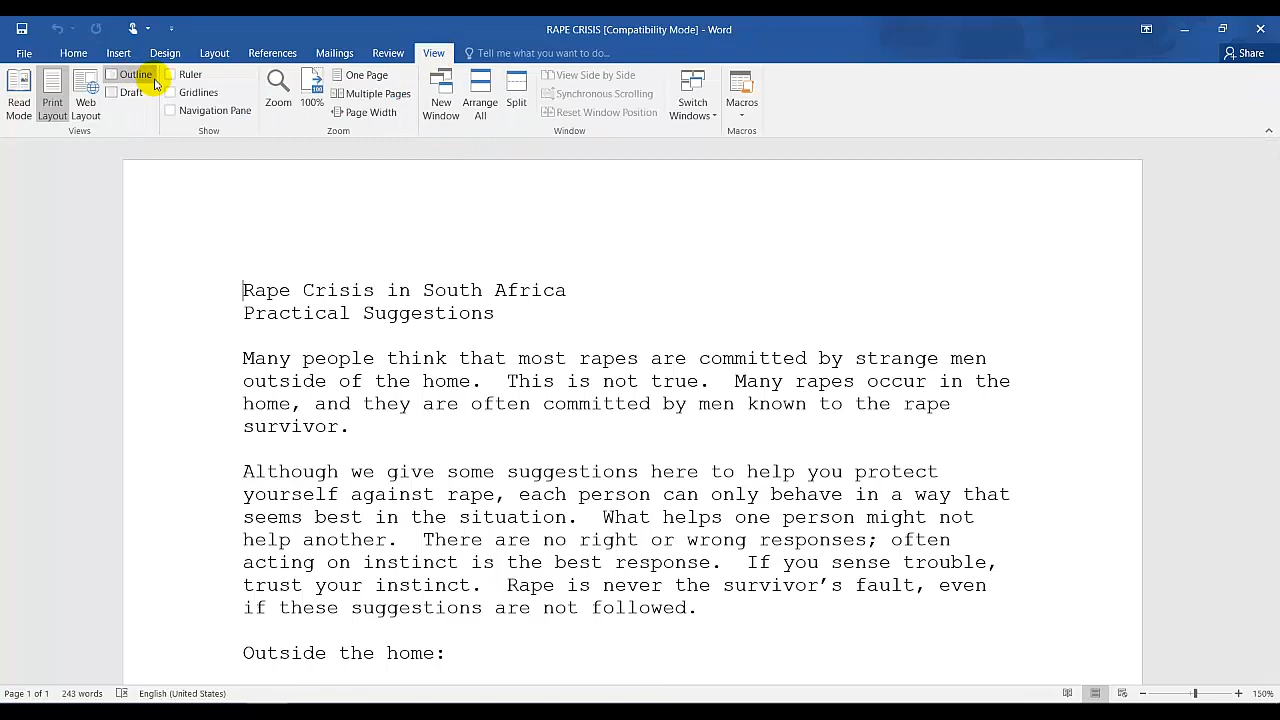 RAPE CRISIS [Compatibility Mode] - Word
File Home Insert Design Layout References Mailings Review View Tell me what you want to do... Share
Read Mode
Print Layout
Web Layout
Outline
Draft
Views
Ruler
Gridlines
Navigation Pane
Show
Zoom
100%
One Page
Multiple Pages
Page Width
Zoom
New Window
Arrange All
Split
View Side by Side
Synchronous Scrolling
Reset Window Position
Window
Switch Windows
Macros
Macros
Rape Crisis in South Africa
Practical Suggestions
Many people think that most rapes are committed by strange men
outside of the home.  This is not true.  Many rapes occur in the
home, and they are often committed by men known to the rape
survivor.
Although we give some suggestions here to help you protect
yourself against rape, each person can only behave in a way that
seems best in the situation.  What helps one person might not
help another.  There are no right or wrong responses; often
acting on instinct is the best response.  If you sense trouble,
trust your instinct.  Rape is never the survivor’s fault, even
if these suggestions are not followed.
Outside the home:
Page 1 of 1 243 words English (United States) 150%